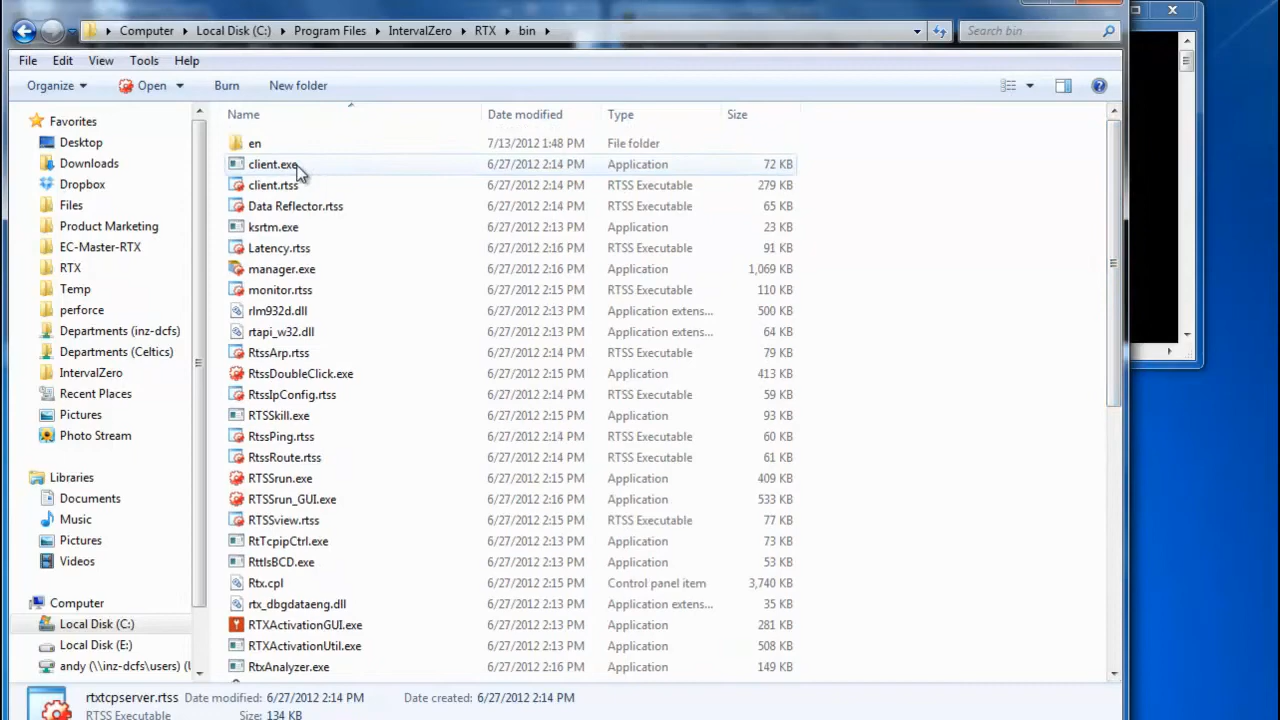 Computer Local Disk (C:) Program Files IntervalZero RTX bin Search bin
File Edit View Tools Help
Organize Open Burn New folder
Name Date modified Type Size
Favorites
Desktop
Downloads
Dropbox
Files
Product Marketing
EC-Master-RTX
RTX
Temp
perforce
Departments (inz-dcfs)
Departments (Celtics)
IntervalZero
Recent Places
Pictures
Photo Stream
Libraries
Documents
Music
Pictures
Videos
Computer
Local Disk (C:)
Local Disk (E:)
andy (\\inz-dcfs\users) (
en 7/13/2012 1:48 PM File folder
client.exe 6/27/2012 2:14 PM Application 72 KB
client.rtss 6/27/2012 2:14 PM RTSS Executable 279 KB
Data Reflector.rtss 6/27/2012 2:14 PM RTSS Executable 65 KB
ksrtm.exe 6/27/2012 2:13 PM Application 23 KB
Latency.rtss 6/27/2012 2:14 PM RTSS Executable 91 KB
manager.exe 6/27/2012 2:16 PM Application 1,069 KB
monitor.rtss 6/27/2012 2:15 PM RTSS Executable 110 KB
rlm932d.dll 6/27/2012 2:13 PM Application extens... 500 KB
rtapi_w32.dll 6/27/2012 2:13 PM Application extens... 64 KB
RtssArp.rtss 6/27/2012 2:14 PM RTSS Executable 79 KB
RtssDoubleClick.exe 6/27/2012 2:15 PM Application 413 KB
RtssIpConfig.rtss 6/27/2012 2:14 PM RTSS Executable 59 KB
RTSSkill.exe 6/27/2012 2:15 PM Application 93 KB
RtssPing.rtss 6/27/2012 2:14 PM RTSS Executable 60 KB
RtssRoute.rtss 6/27/2012 2:14 PM RTSS Executable 61 KB
RTSSrun.exe 6/27/2012 2:15 PM Application 409 KB
RTSSrun_GUI.exe 6/27/2012 2:16 PM Application 533 KB
RTSSview.rtss 6/27/2012 2:15 PM RTSS Executable 77 KB
RtTcpipCtrl.exe 6/27/2012 2:13 PM Application 73 KB
RttIsBCD.exe 6/27/2012 2:13 PM Application 53 KB
Rtx.cpl 6/27/2012 2:15 PM Control panel item 3,740 KB
rtx_dbgdataeng.dll 6/27/2012 2:13 PM Application extens... 35 KB
RTXActivationGUI.exe 6/27/2012 2:15 PM Application 281 KB
RTXActivationUtil.exe 6/27/2012 2:13 PM Application 508 KB
RtxAnalyzer.exe 6/27/2012 2:16 PM Application 149 KB
rtxtcpserver.rtss Date modified: 6/27/2012 2:14 PM Date created: 6/27/2012 2:14 PM
RTSS Executable Size: 134 KB